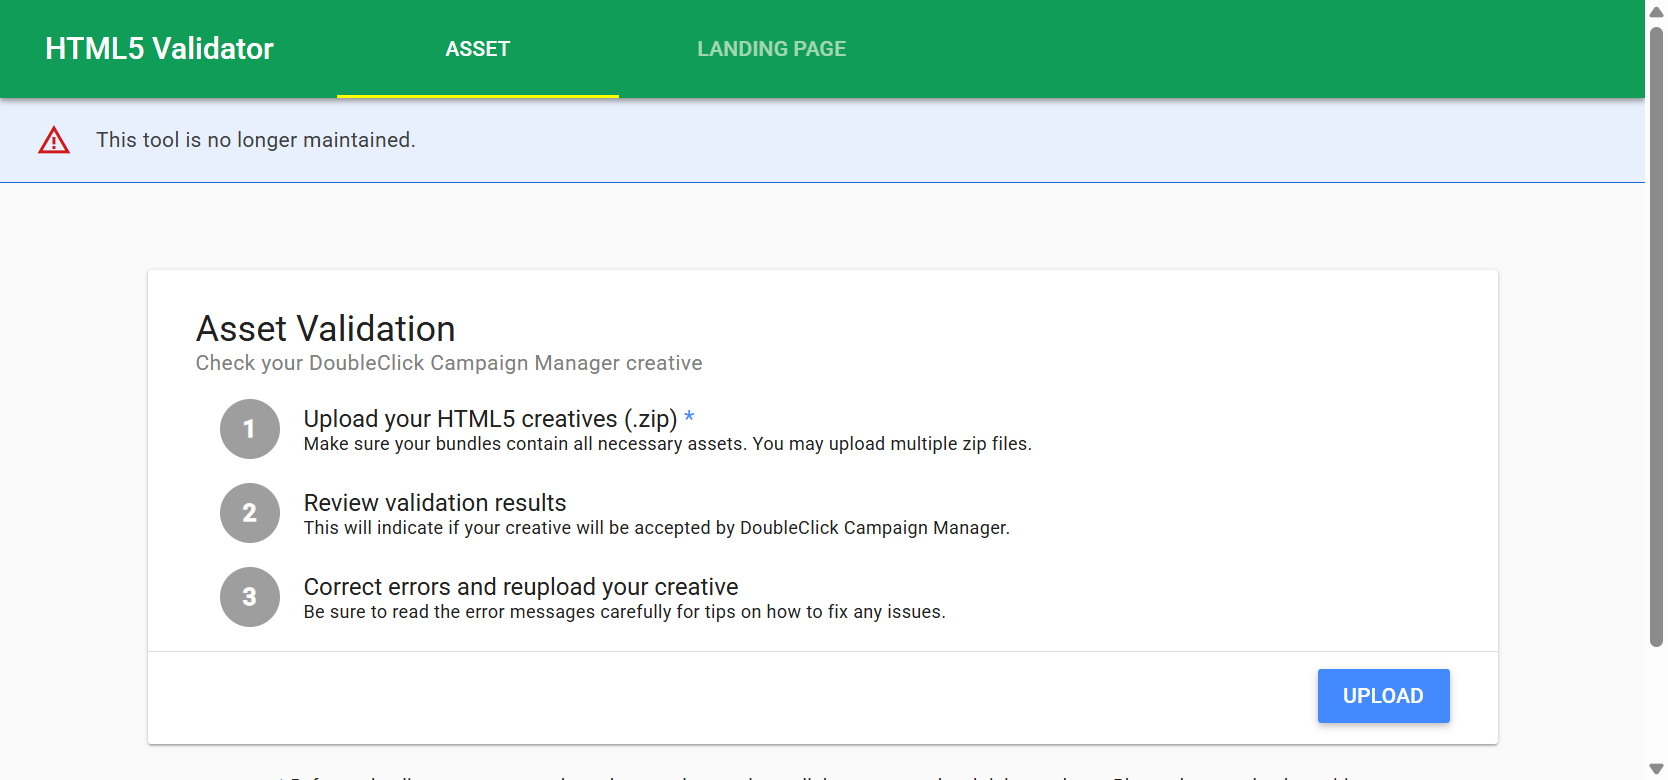 HTML5 Validator
ASSET
LANDING PAGE
This tool is no longer maintained.
Asset Validation
Check your DoubleClick Campaign Manager creative
1
Upload your HTML5 creatives (.zip) *
Make sure your bundles contain all necessary assets. You may upload multiple zip files.
2
Review validation results
This will indicate if your creative will be accepted by DoubleClick Campaign Manager.
3
Correct errors and reupload your creative
Be sure to read the error messages carefully for tips on how to fix any issues.
UPLOAD